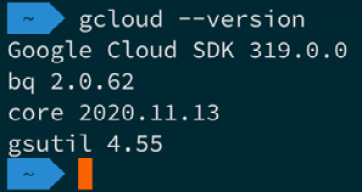 ~ gcloud --version
Google Cloud SDK 319.0.0
bq 2.0.62
core 2020.11.13
gsutil 4.55
~